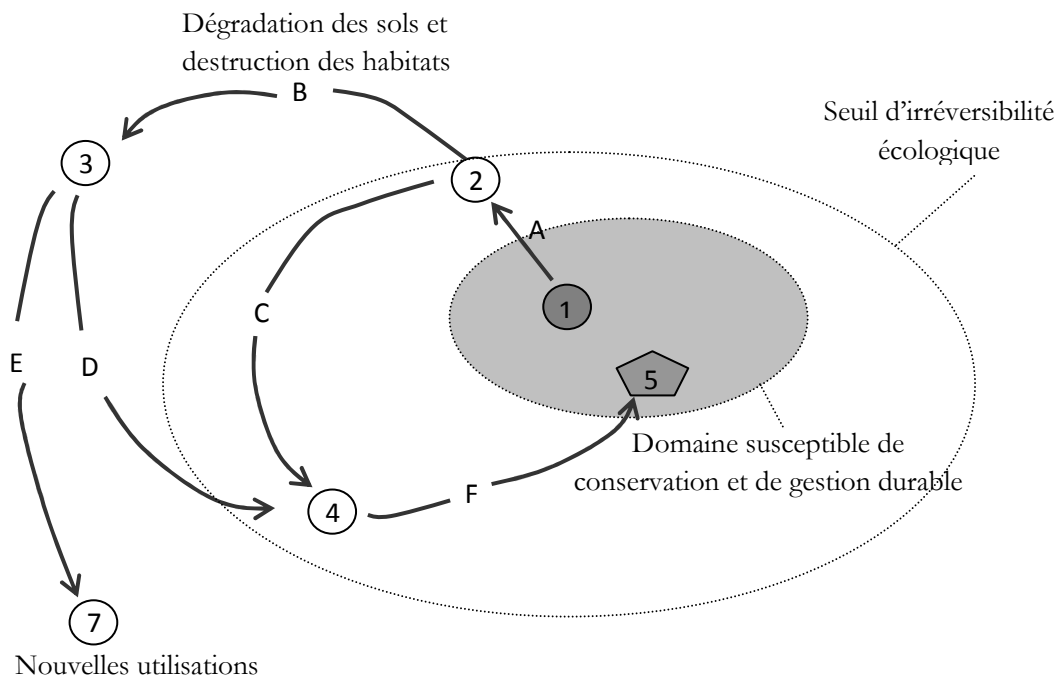 Dégradation des sols et
destruction des habitats
B
Seuil d'irréversibilité
écologique
3
2
A
1
C
E
D
5
Domaine susceptible de
conservation et de gestion durable
F
4
7
Nouvelles utilisations